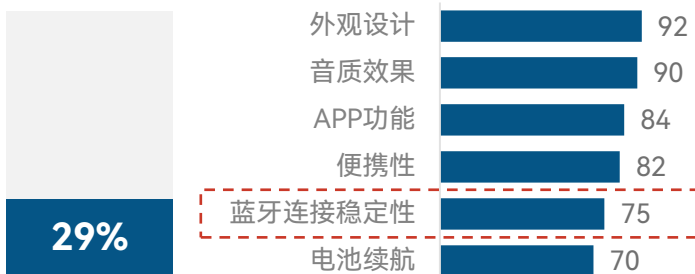 外观设计 92
音质效果 90
APP功能 84
便携性 82
蓝牙连接稳定性 75
29%
电池续航 70